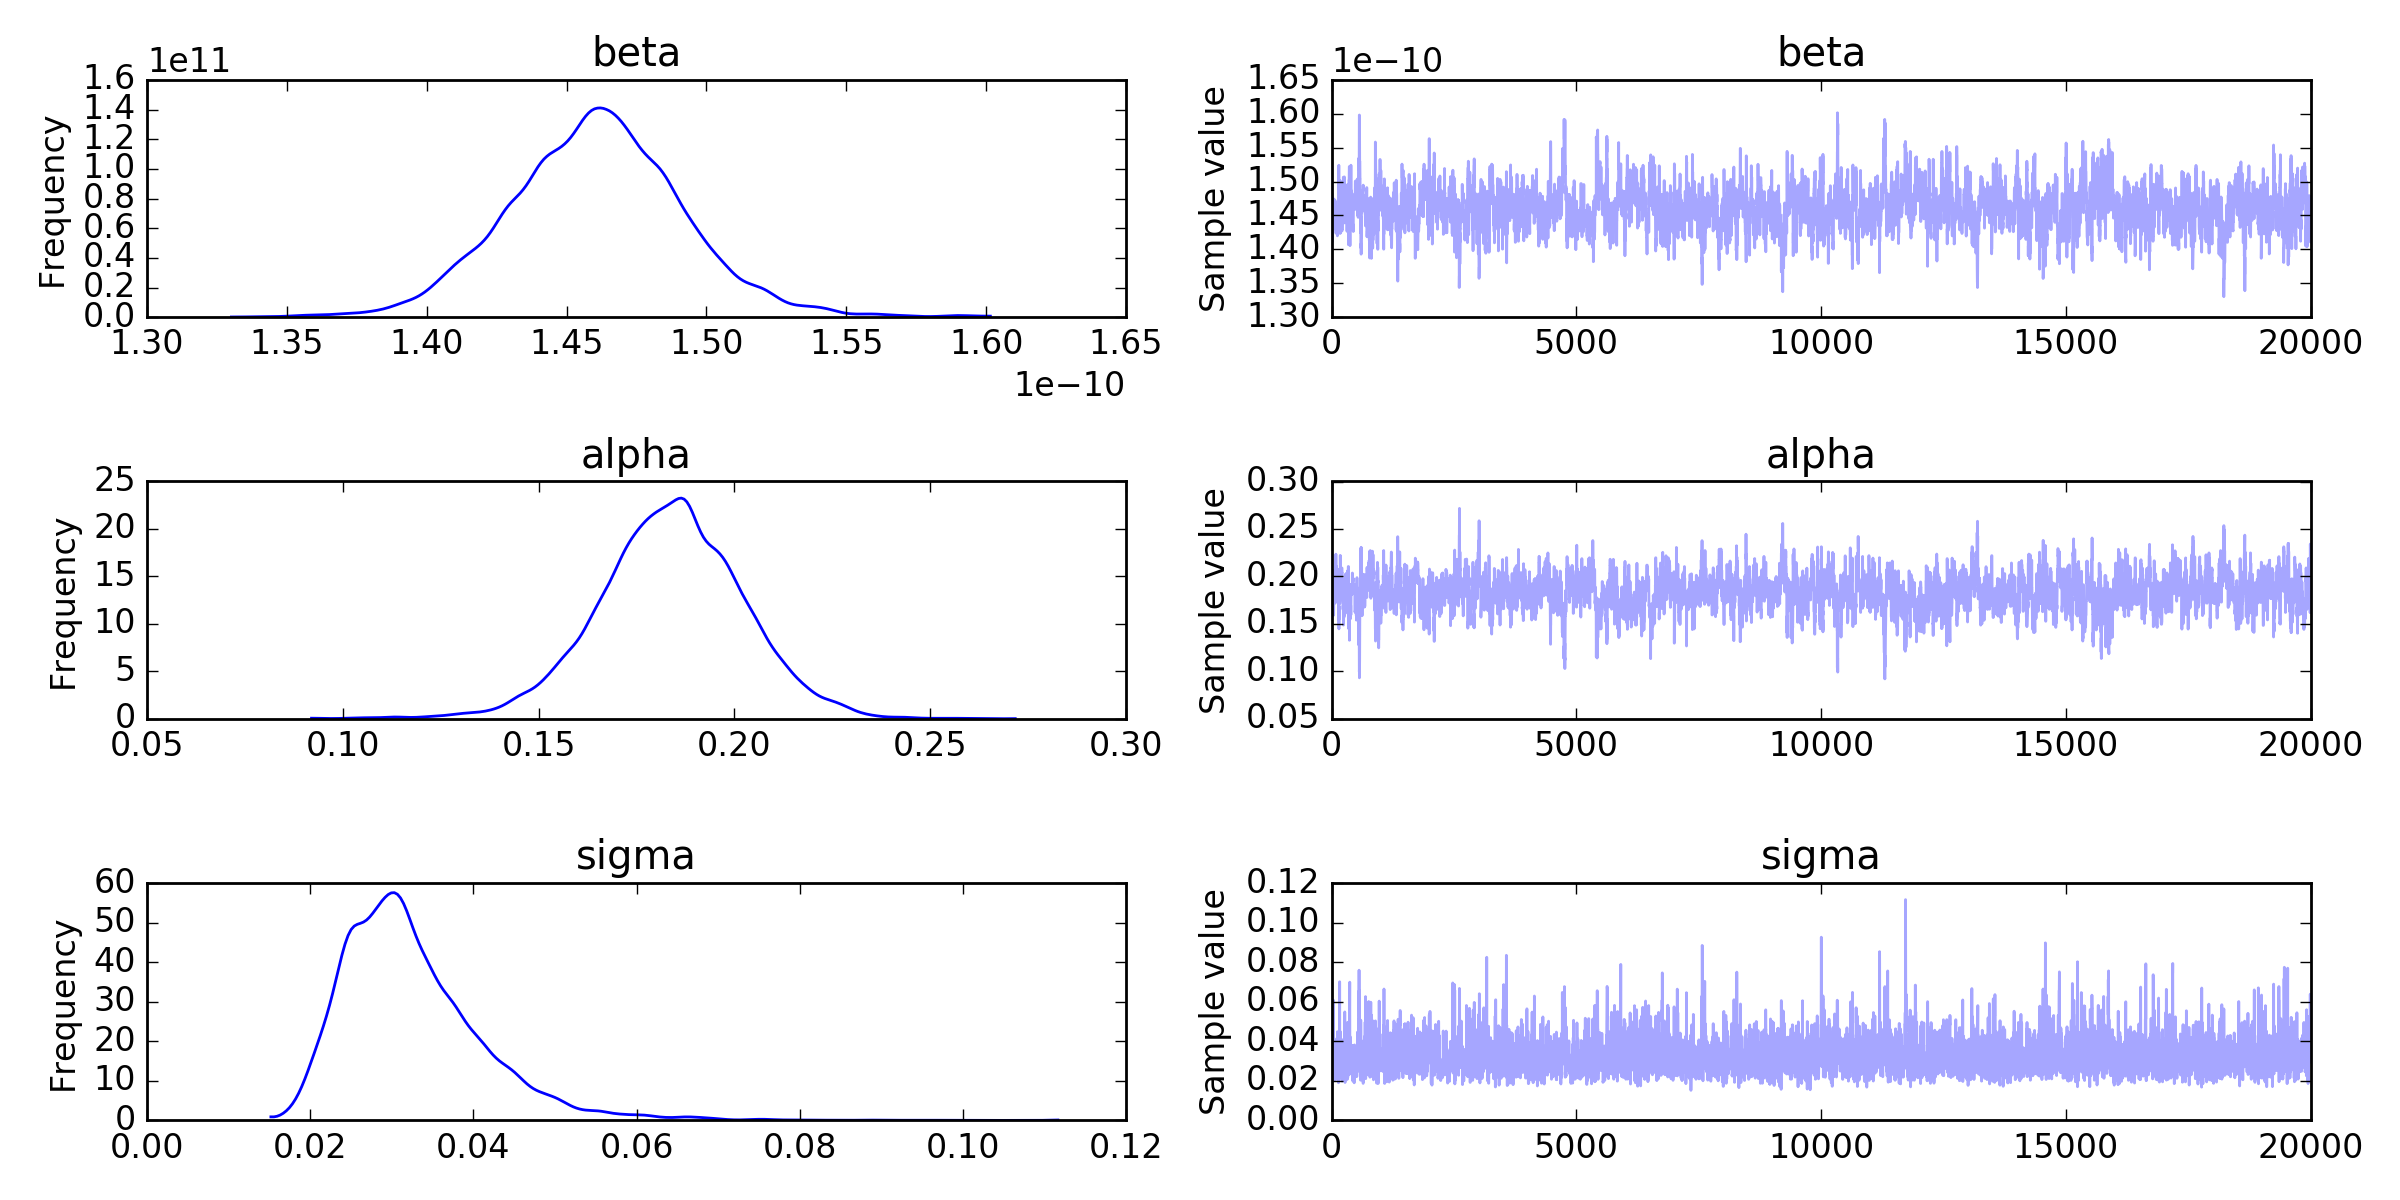 beta
1e11
Frequency
1.6
1.4
1.2
1.0
0.8
0.6
0.4
0.2
0.0
1.30 1.35 1.40 1.45 1.50 1.55 1.60 1.65
1e−10
beta
1e−10
Sample value
1.65
1.60
1.55
1.50
1.45
1.40
1.35
1.30
0 5000 10000 15000 20000
alpha
Frequency
25
20
15
10
5
0
0.05 0.10 0.15 0.20 0.25 0.30
alpha
Sample value
0.30
0.25
0.20
0.15
0.10
0.05
0 5000 10000 15000 20000
sigma
Frequency
60
50
40
30
20
10
0
0.00 0.02 0.04 0.06 0.08 0.10 0.12
sigma
Sample value
0.12
0.10
0.08
0.06
0.04
0.02
0.00
0 5000 10000 15000 20000